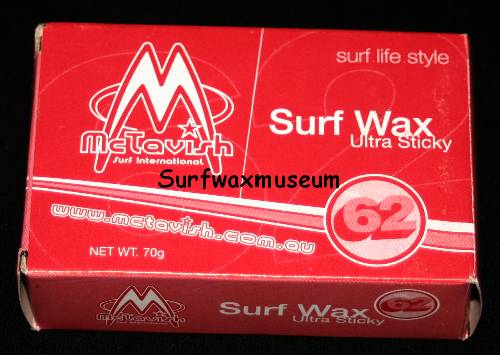 surf.life.style
McTavish
Surf International
Surf Wax
Ultra Sticky
Surfwaxmuseum
62
www.mctavish.com.au
NET WT. 70g
McTavish
Surf Wax
Ultra Sticky
62